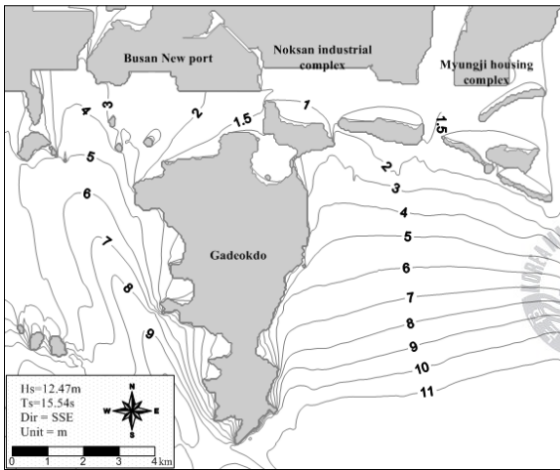 Busan New port
Noksan industrial
complex
Myungji housing
complex
3
4
2
1.5
1
1.5
2
5
3
6
4
5
7
Gadeokdo
6
8
7
8
9
9
10
11
Hs=12.47m
Ts=15.54s
Dir = SSE
Unit = m
N
W
E
S
0 1 2 3 4 km